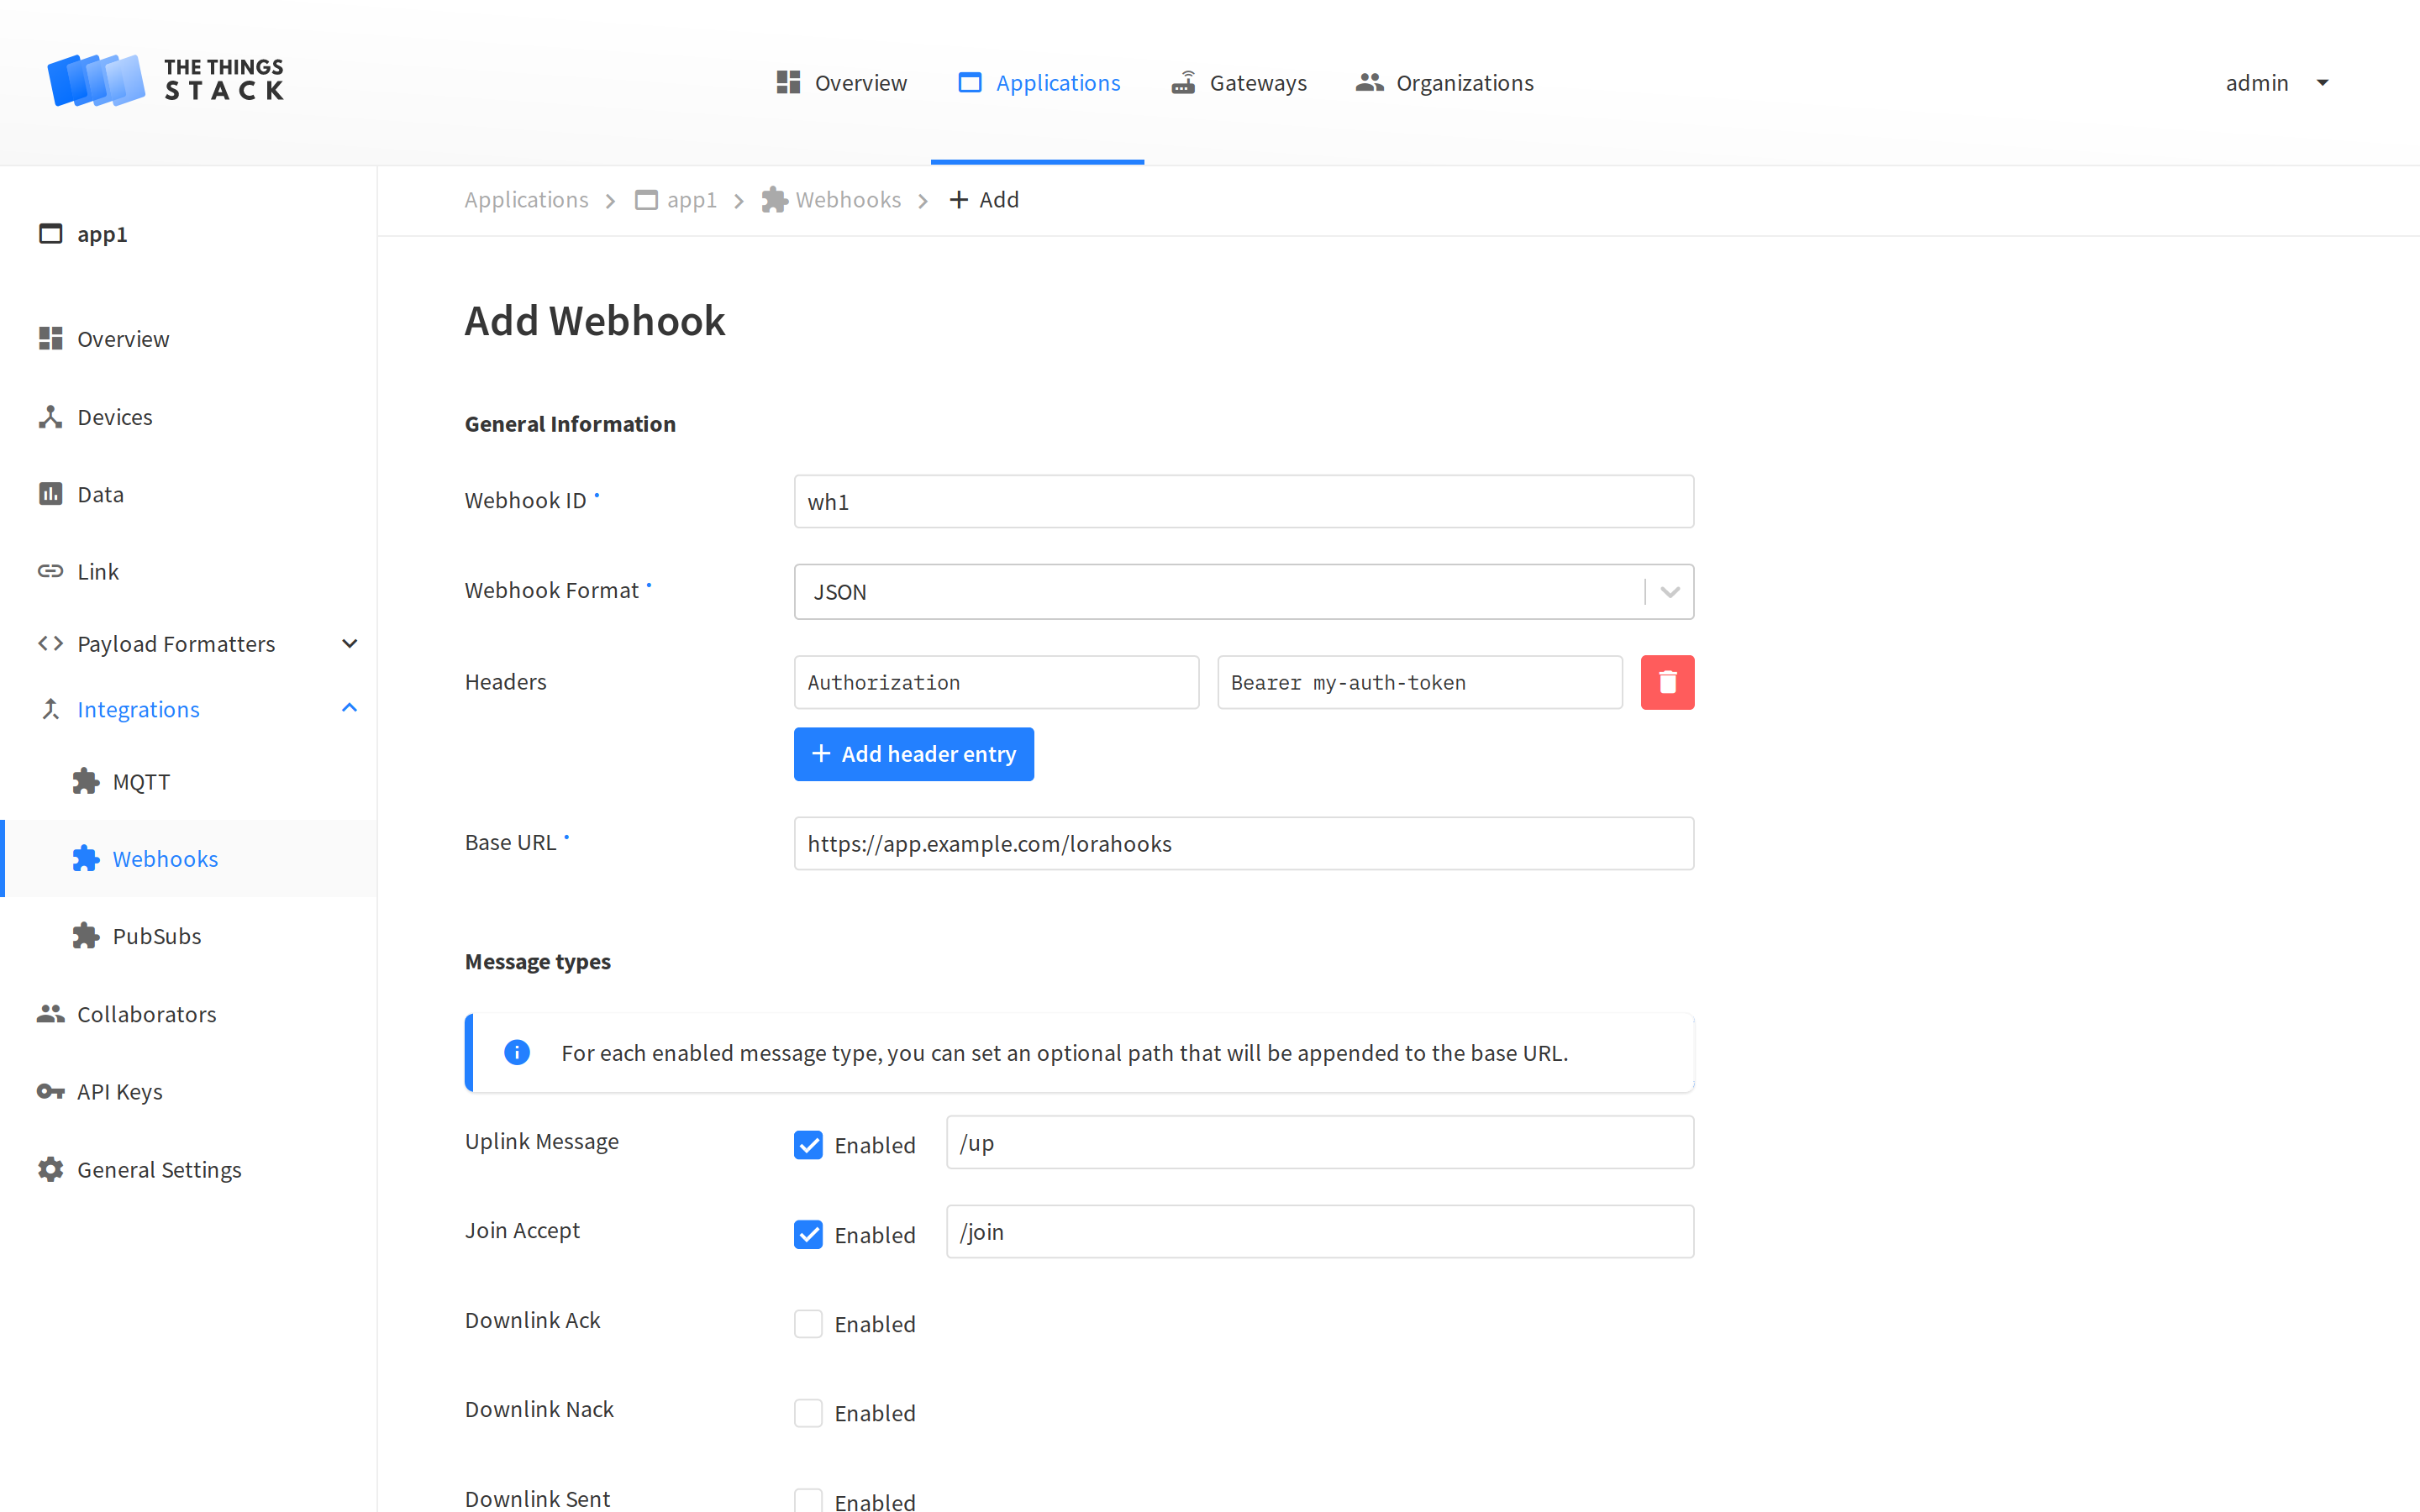 THE THINGS
STACK
Overview
Applications
Gateways
Organizations
admin
app1
Overview
Devices
Data
Link
Payload Formatters
Integrations
MQTT
Webhooks
PubSubs
Collaborators
API Keys
General Settings
Applications > app1 > Webhooks > + Add
Add Webhook
General Information
Webhook ID •
wh1
Webhook Format •
JSON
Headers
Authorization
Bearer my-auth-token
+ Add header entry
Base URL •
https://app.example.com/lorahooks
Message types
For each enabled message type, you can set an optional path that will be appended to the base URL.
Uplink Message
Enabled
/up
Join Accept
Enabled
/join
Downlink Ack
Enabled
Downlink Nack
Enabled
Downlink Sent
Enabled